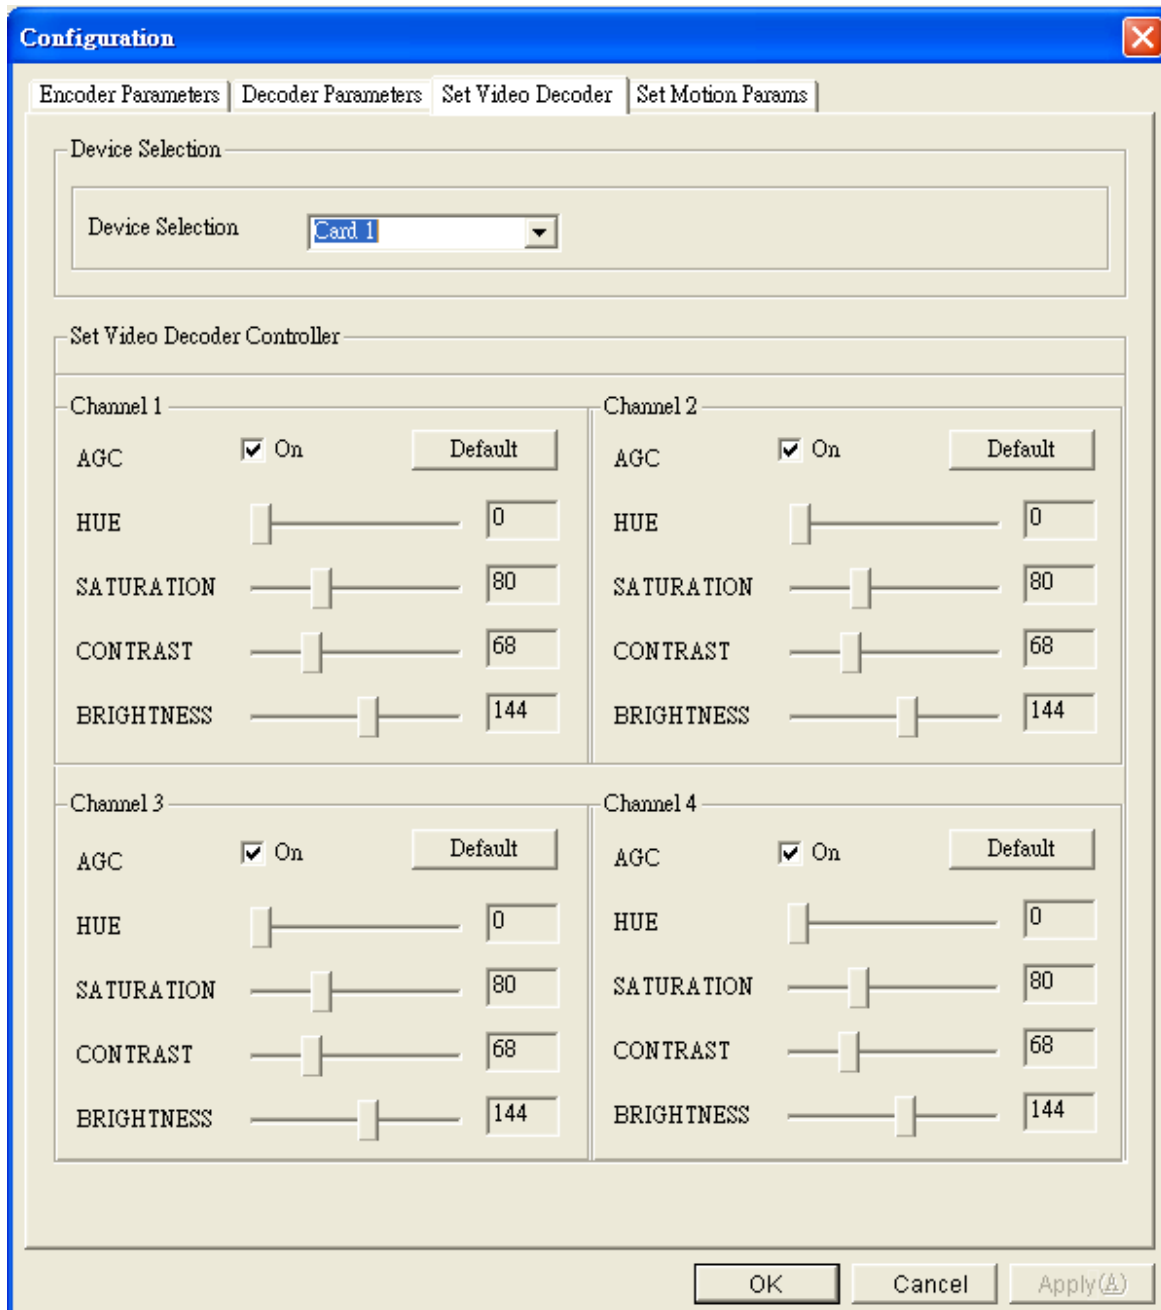 Configuration
Encoder Parameters Decoder Parameters Set Video Decoder Set Motion Params
Device Selection
Device Selection Card 1
Set Video Decoder Controller
Channel 1
AGC On Default
HUE 0
SATURATION 80
CONTRAST 68
BRIGHTNESS 144
Channel 2
AGC On Default
HUE 0
SATURATION 80
CONTRAST 68
BRIGHTNESS 144
Channel 3
AGC On Default
HUE 0
SATURATION 80
CONTRAST 68
BRIGHTNESS 144
Channel 4
AGC On Default
HUE 0
SATURATION 80
CONTRAST 68
BRIGHTNESS 144
OK Cancel Apply(A)